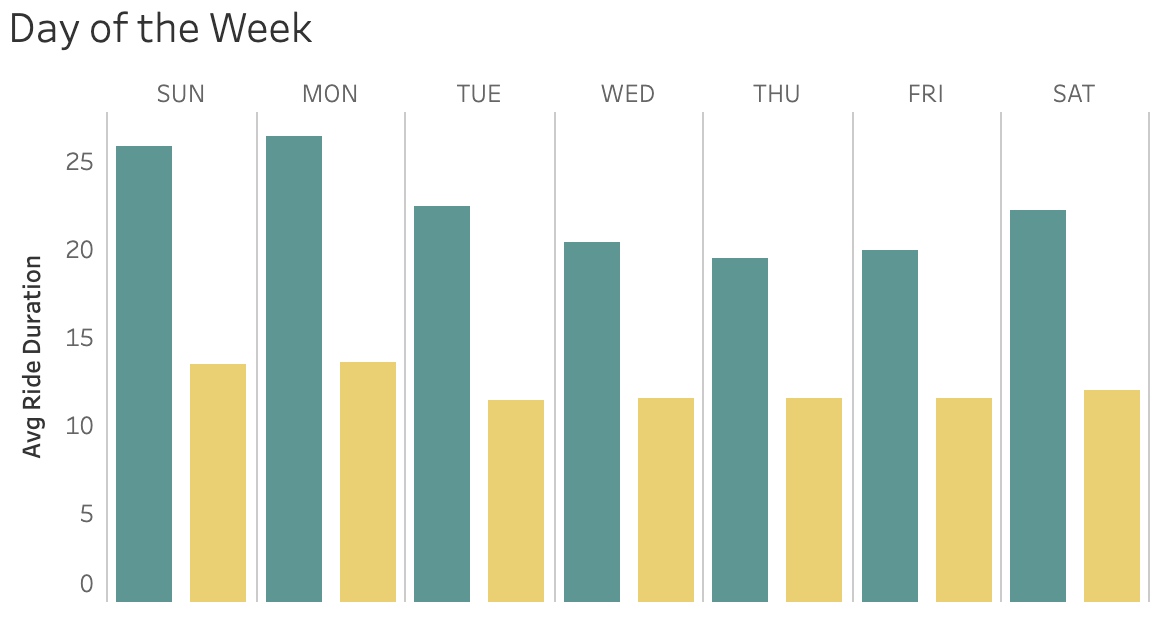 Day of the Week
SUN MON TUE WED THU FRI SAT
25
20
15
10
5
0
Avg Ride Duration